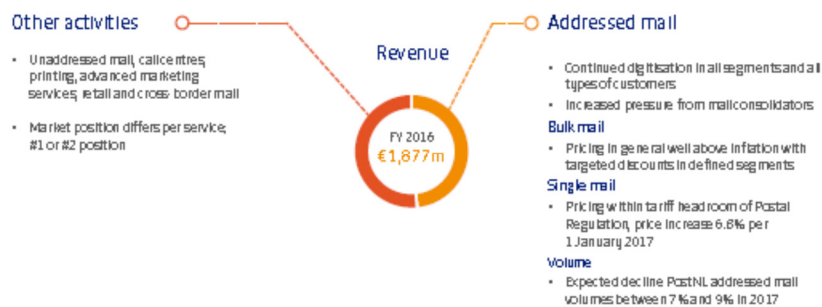 Other activities
• Unaddressed mail, call centres,
printing, advanced marketing
services, retail and cross-border mail
• Market position differs per service;
#1 or #2 position
Revenue
FY 2016
€1,877m
Addressed mail
• Continued digitisation in all segments and all
types of customers
• Increased pressure from mail consolidators
Bulk mail
• Pricing in general well above inflation with
targeted discounts in defined segments
Single mail
• Pricing within tariff headroom of Postal
Regulation, price increase 6.6% per
1 January 2017
Volume
• Expected decline PostNL addressed mail
volumes between 7% and 9% in 2017